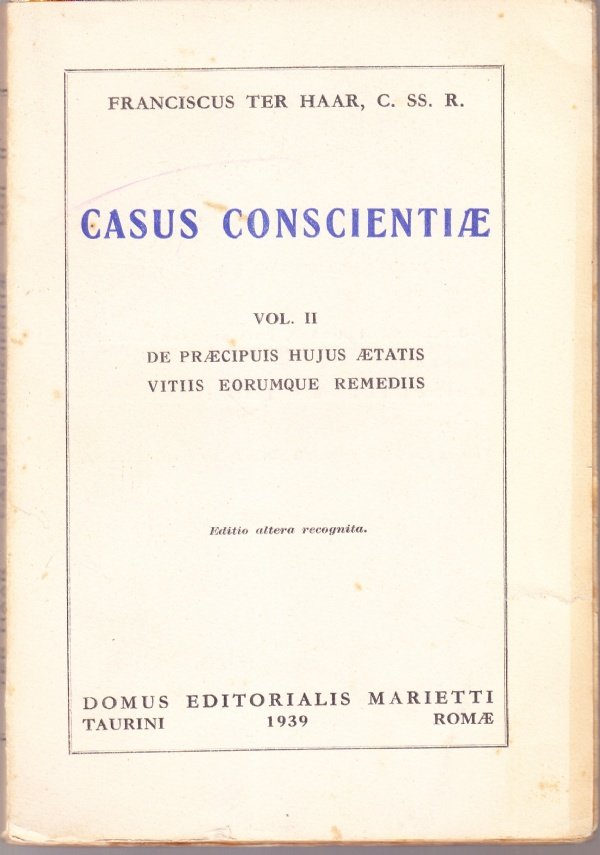 FRANCISCUS TER HAAR, C. SS. R.
CASUS CONSCIENTIÆ
VOL. II
DE PRÆCIPUIS HUJUS ÆTATIS
VITIIS EORUMQUE REMEDIIS
Editio altera recognita.
DOMUS EDITORIALIS MARIETTI
TAURINI 1939 ROMÆ